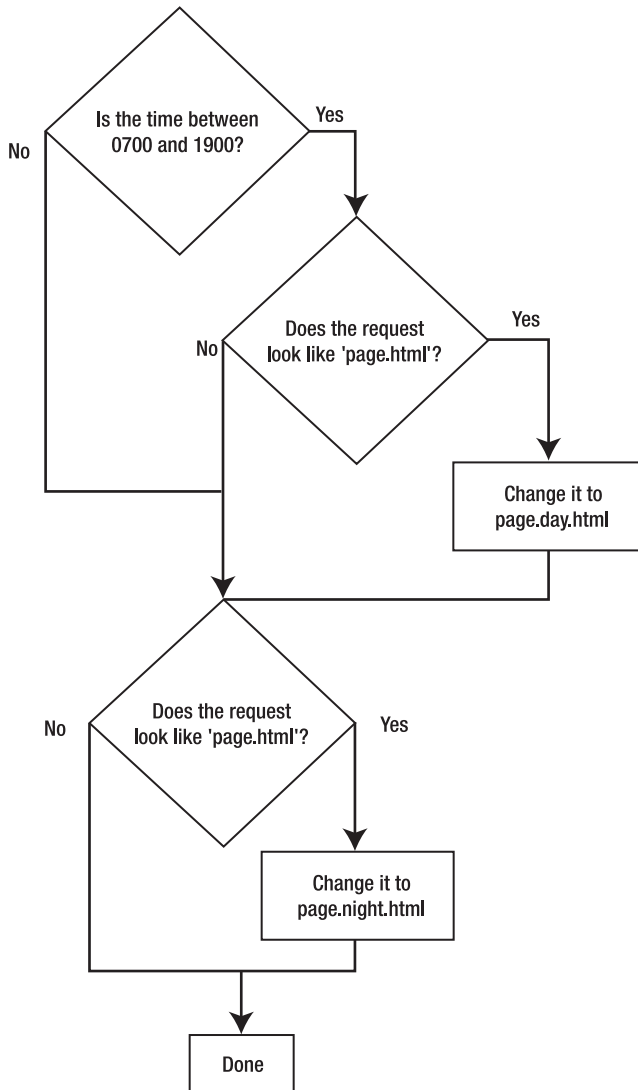 Is the time between
0700 and 1900?
Yes
No
Does the request
look like 'page.html'?
Yes
No
Change it to
page.day.html
Does the request
look like 'page.html'?
No
Yes
Change it to
page.night.html
Done